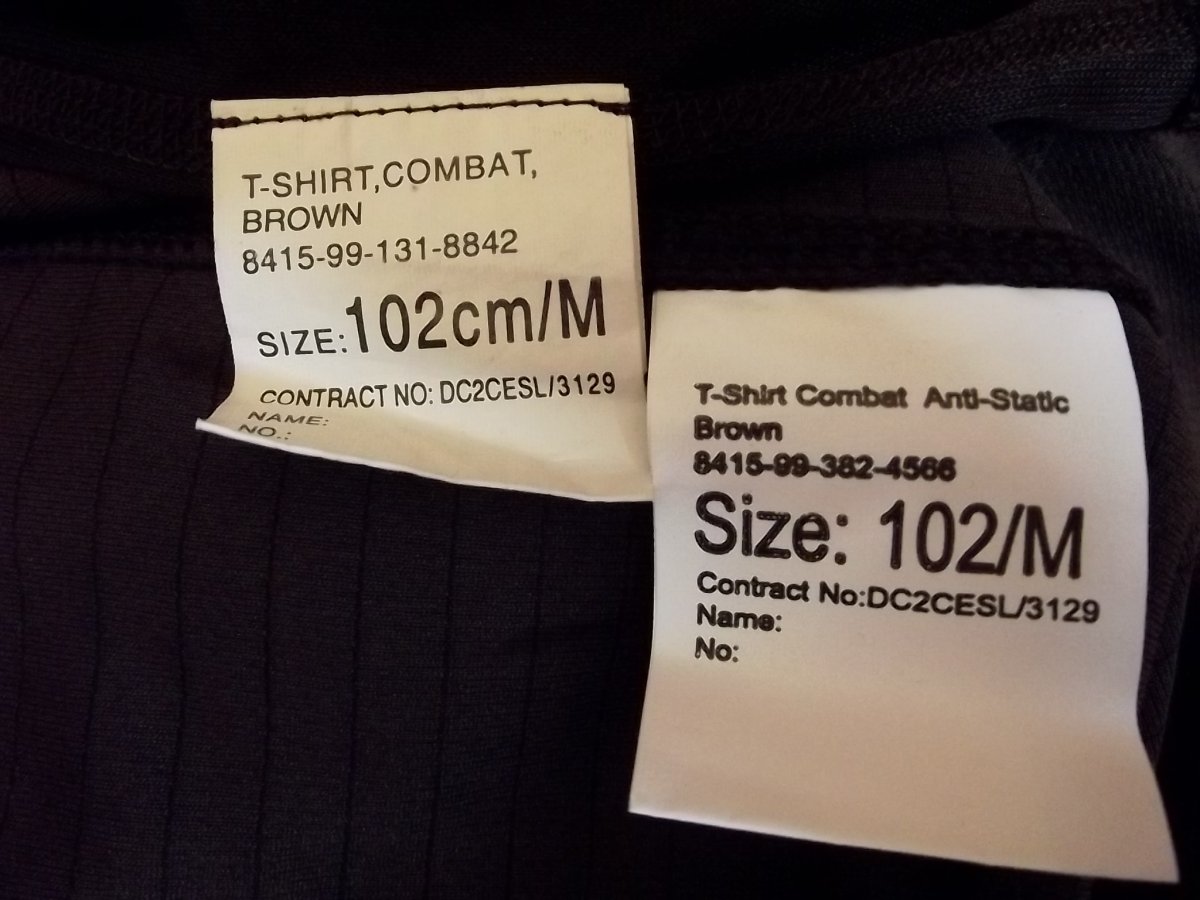 T-SHIRT,COMBAT,
BROWN
8415-99-131-8842
SIZE:102cm/M
CONTRACT NO: DC2CESL/3129
NAME:
NO.:
T-Shirt Combat Anti-Static
Brown
8415-99-382-4566
Size: 102/M
Contract No:DC2CESL/3129
Name:
No: